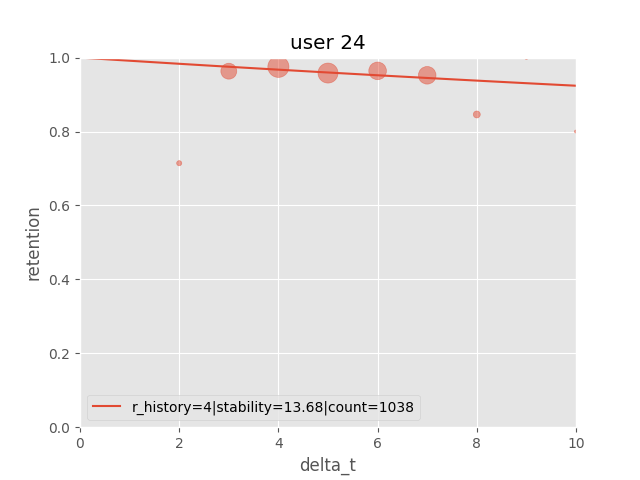 user 24
1.0
0.8
0.6
0.4
0.2
0.0
retention
r_history=4|stability=13.68|count=1038
0 2 4 6 8 10
delta_t